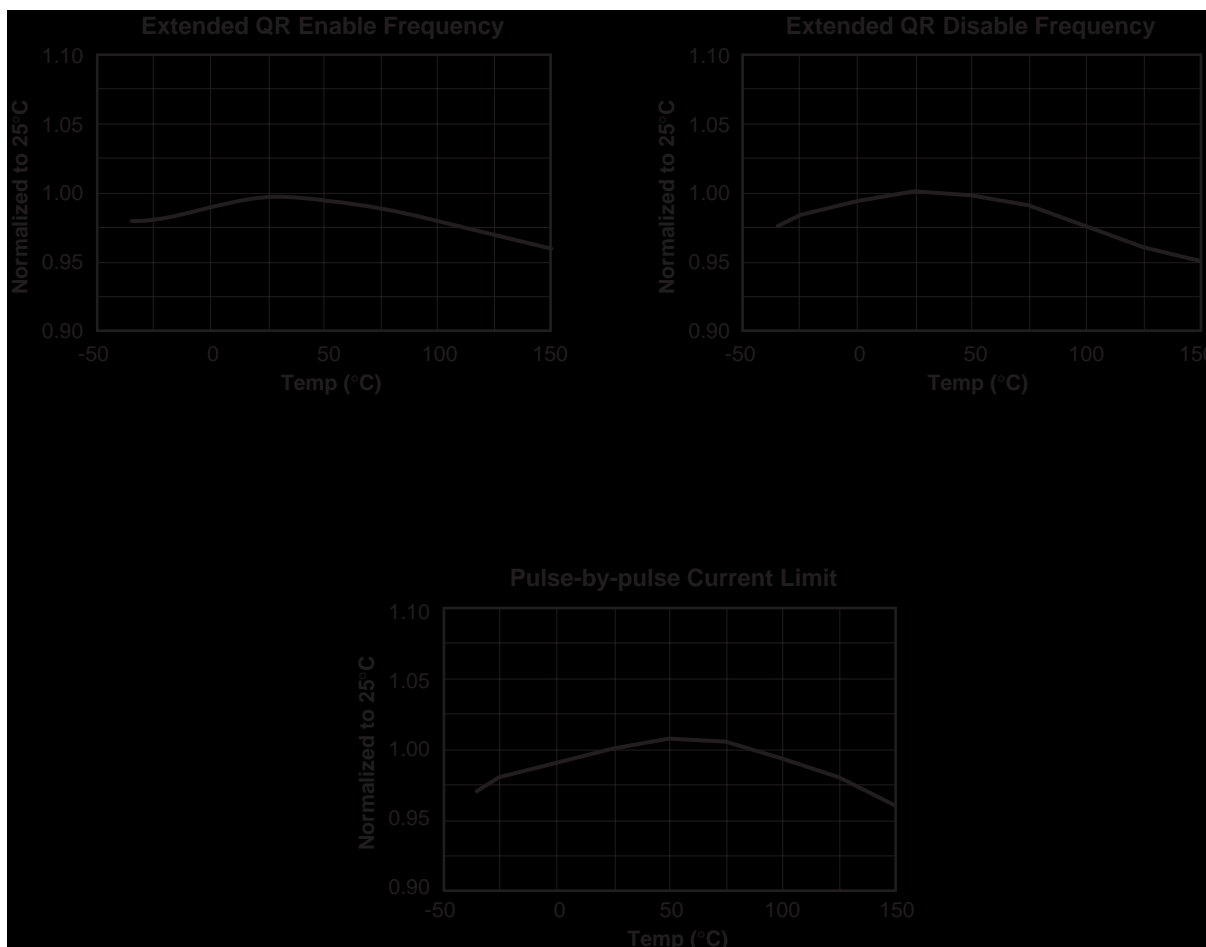 Extended QR Enable Frequency
1.10
1.05
1.00
0.95
0.90
Normalized to 25°C
-50 0 50 100 150
Temp (°C)
Extended QR Disable Frequency
1.10
1.05
1.00
0.95
0.90
Normalized to 25°C
-50 0 50 100 150
Temp (°C)
Pulse-by-pulse Current Limit
1.10
1.05
1.00
0.95
0.90
Normalized to 25°C
-50 0 50 100 150
Temp (°C)